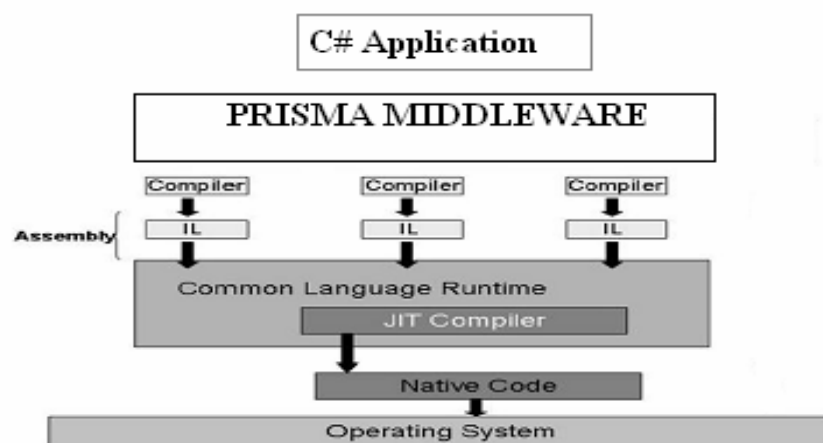 C# Application
PRISMA MIDDLEWARE
Compiler Compiler Compiler
Assembly IL IL IL
Common Language Runtime
JIT Compiler
Native Code
Operating System